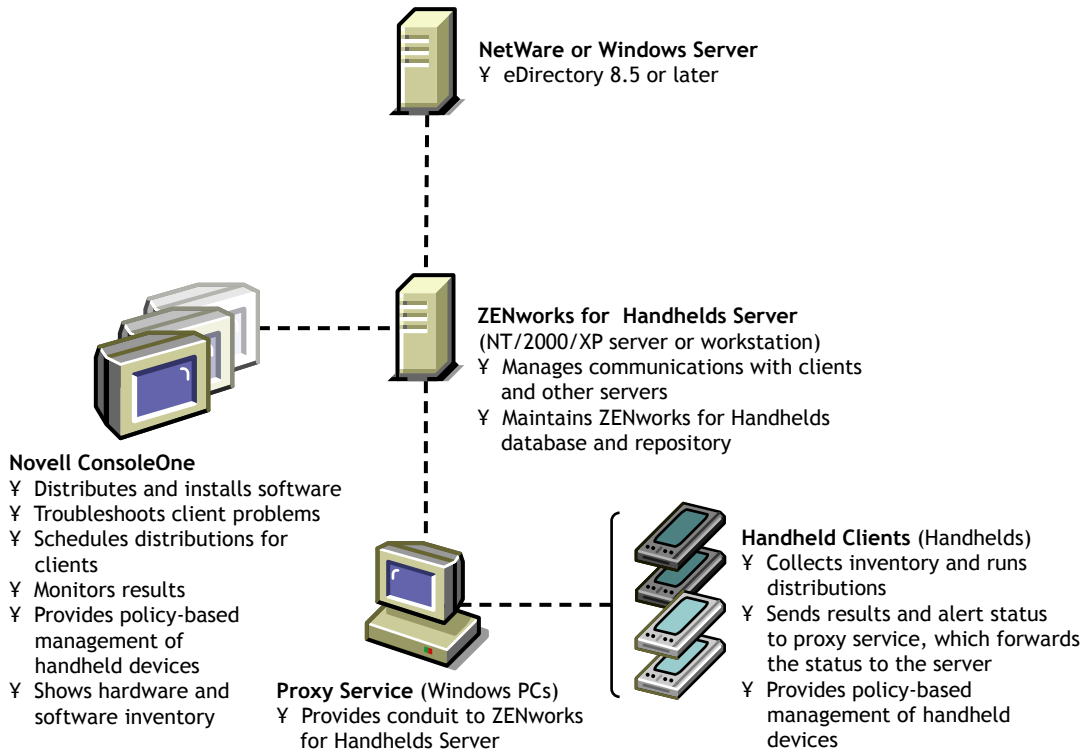 NetWare or Windows Server
¥ eDirectory 8.5 or later
ZENworks for Handhelds Server
(NT/2000/XP server or workstation)
¥ Manages communications with clients
and other servers
¥ Maintains ZENworks for Handhelds
database and repository
Novell ConsoleOne
¥ Distributes and installs software
¥ Troubleshoots client problems
¥ Schedules distributions for
clients
¥ Monitors results
¥ Provides policy-based
management of
handheld devices
¥ Shows hardware and
software inventory
Proxy Service (Windows PCs)
¥ Provides conduit to ZENworks
for Handhelds Server
Handheld Clients (Handhelds)
¥ Collects inventory and runs
distributions
¥ Sends results and alert status
to proxy service, which forwards
the status to the server
¥ Provides policy-based
management of handheld
devices